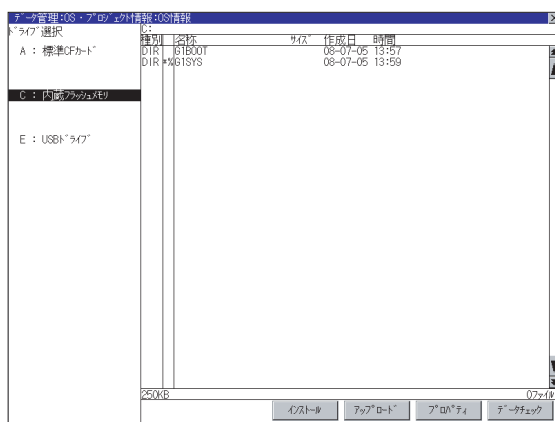 データ管理:OS・プロジェクト情報:OS情報
ドライブ選択
C:
種別 名称 サイズ 作成日 時間
A : 標準CFカード
DIR G1BOOT 08-07-05 13:57
DIR *%G1SYS 08-07-05 13:59
C : 内蔵フラッシュメモリ
E : USBドライブ
250KB 0ファイル
インストール アップロード プロパティ データチェック